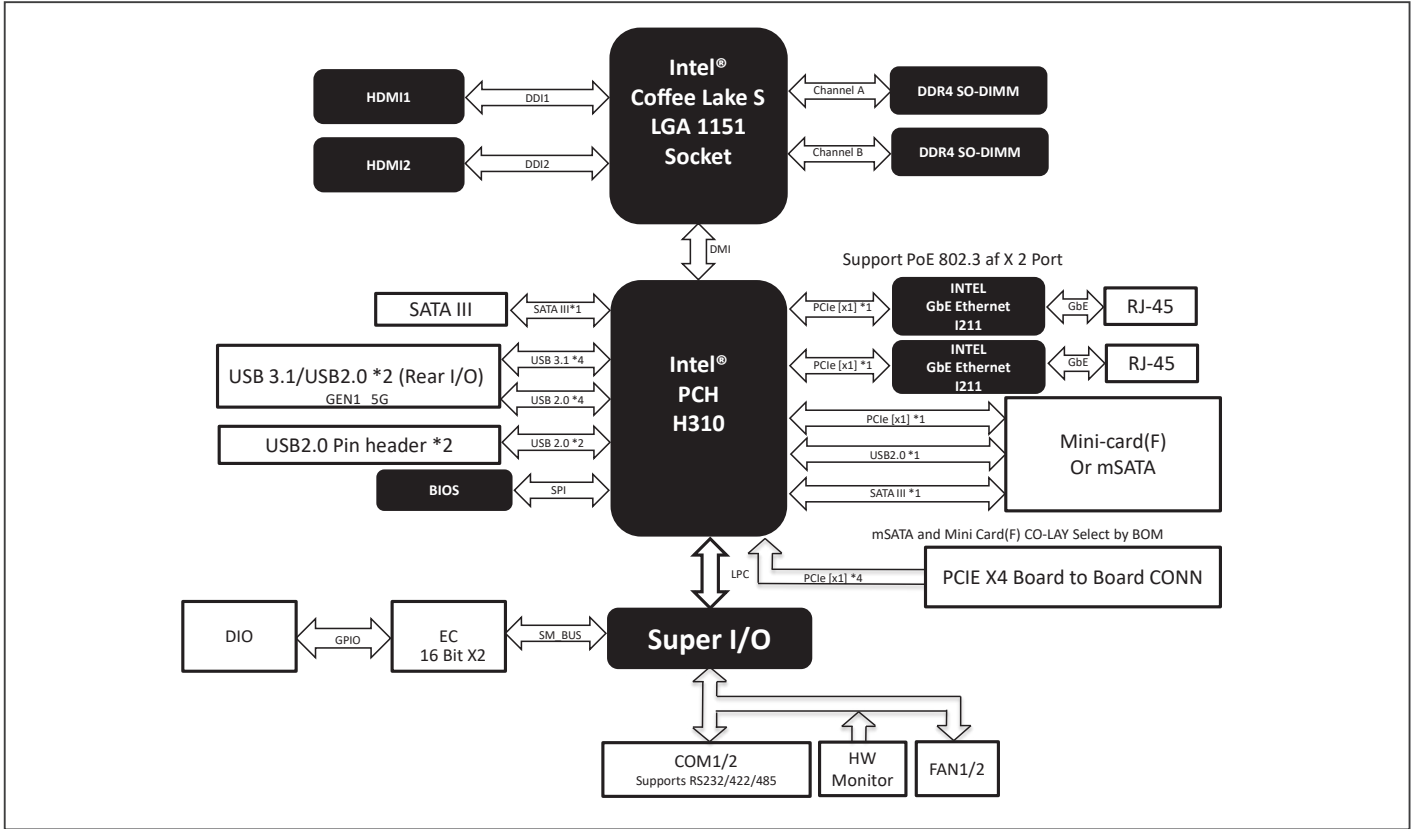 Intel®
Coffee Lake S
LGA 1151
Socket
HDMI1
DDI1
Channel A
DDR4 SO-DIMM
HDMI2
DDI2
Channel B
DDR4 SO-DIMM
DMI
Support PoE 802.3 af X 2 Port
SATA III
SATA III*1
PCIe [x1] *1
INTEL
GbE Ethernet
I211
GbE
RJ-45
USB 3.1/USB2.0 *2 (Rear I/O)
GEN1 5G
USB 3.1 *4
USB 2.0 *4
Intel®
PCH
H310
PCIe [x1] *1
INTEL
GbE Ethernet
I211
GbE
RJ-45
USB2.0 Pin header *2
USB 2.0 *2
PCIe [x1] *1
USB2.0 *1
SATA III *1
Mini-card(F)
Or mSATA
BIOS
SPI
mSATA and Mini Card(F) CO-LAY Select by BOM
LPC
PCIe [x1] *4
PCIE X4 Board to Board CONN
DIO
GPIO
EC
16 Bit X2
SM_BUS
Super I/O
COM1/2
Supports RS232/422/485
HW
Monitor
FAN1/2